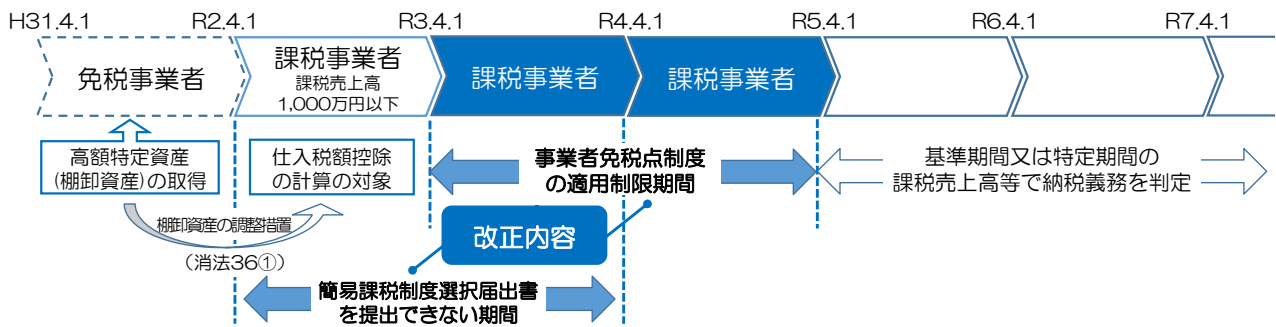 H31.4.1 R2.4.1 R3.4.1 R4.4.1 R5.4.1 R6.4.1 R7.4.1
免税事業者
課税事業者
課税売上高
1,000万円以下
課税事業者
課税事業者
高額特定資産
(棚卸資産)の取得
仕入税額控除
の計算の対象
事業者免税点制度
の適用制限期間
基準期間又は特定期間の
課税売上高等で納税義務を判定
棚卸資産の調整措置
(消法36①)
改正内容
簡易課税制度選択届出書
を提出できない期間